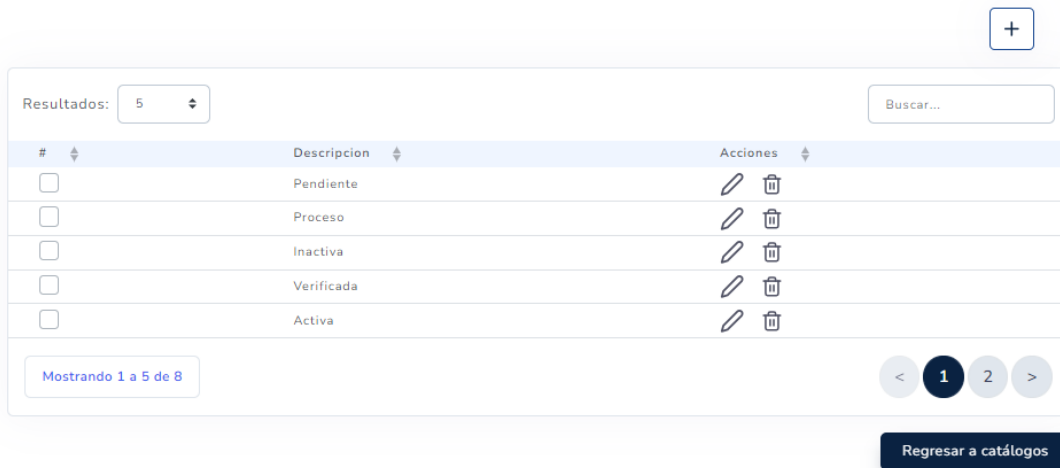 +
Resultados: 5
Buscar...
# Descripcion Acciones
Pendiente
Proceso
Inactiva
Verificada
Activa
Mostrando 1 a 5 de 8
< 1 2 >
Regresar a catálogos